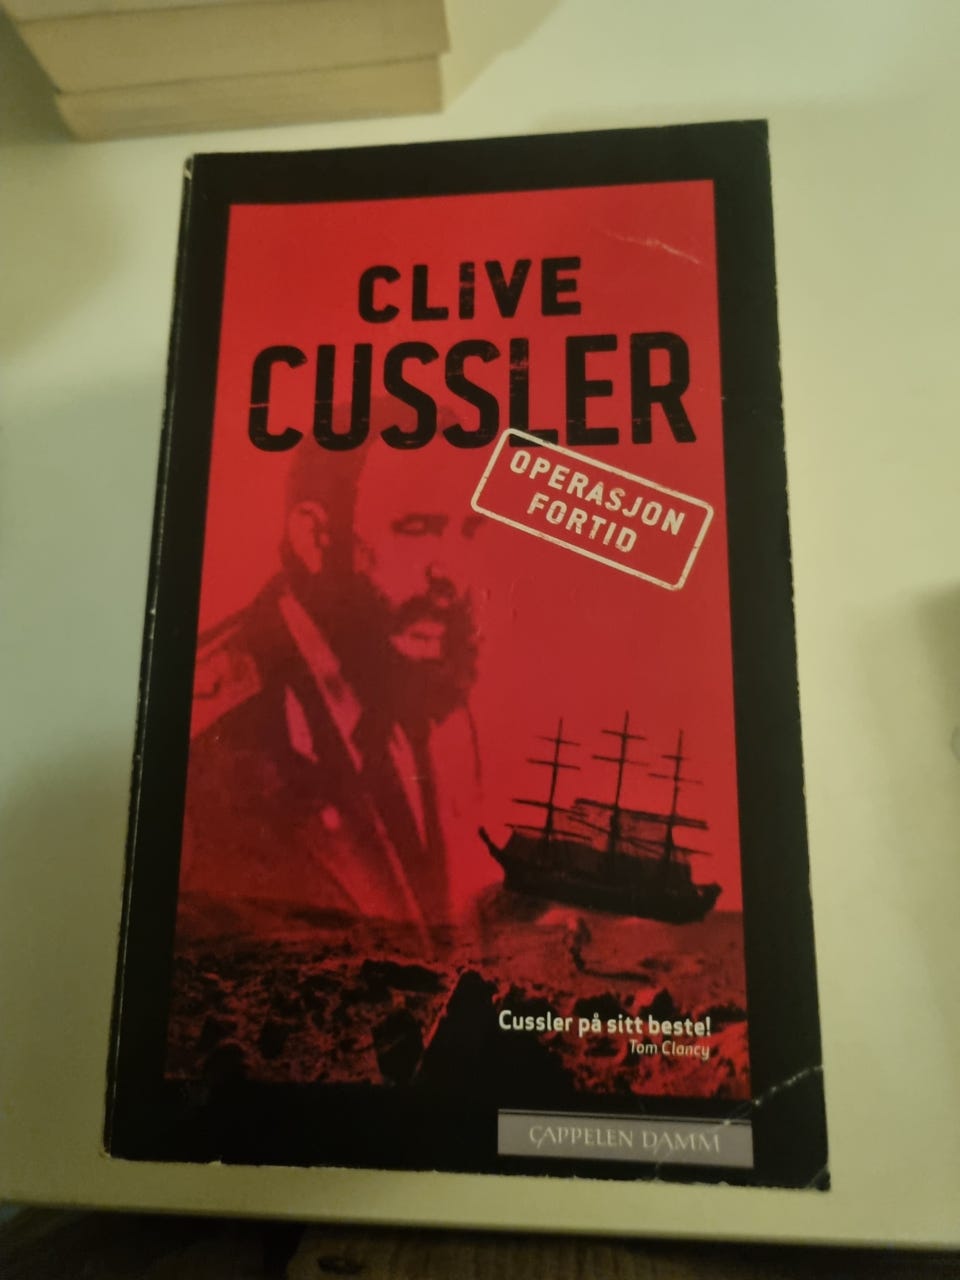 CLIVE
CUSSLER
OPERASJON
FORTID
Cussler på sitt beste!
Tom Clancy
CAPPELEN DAMM